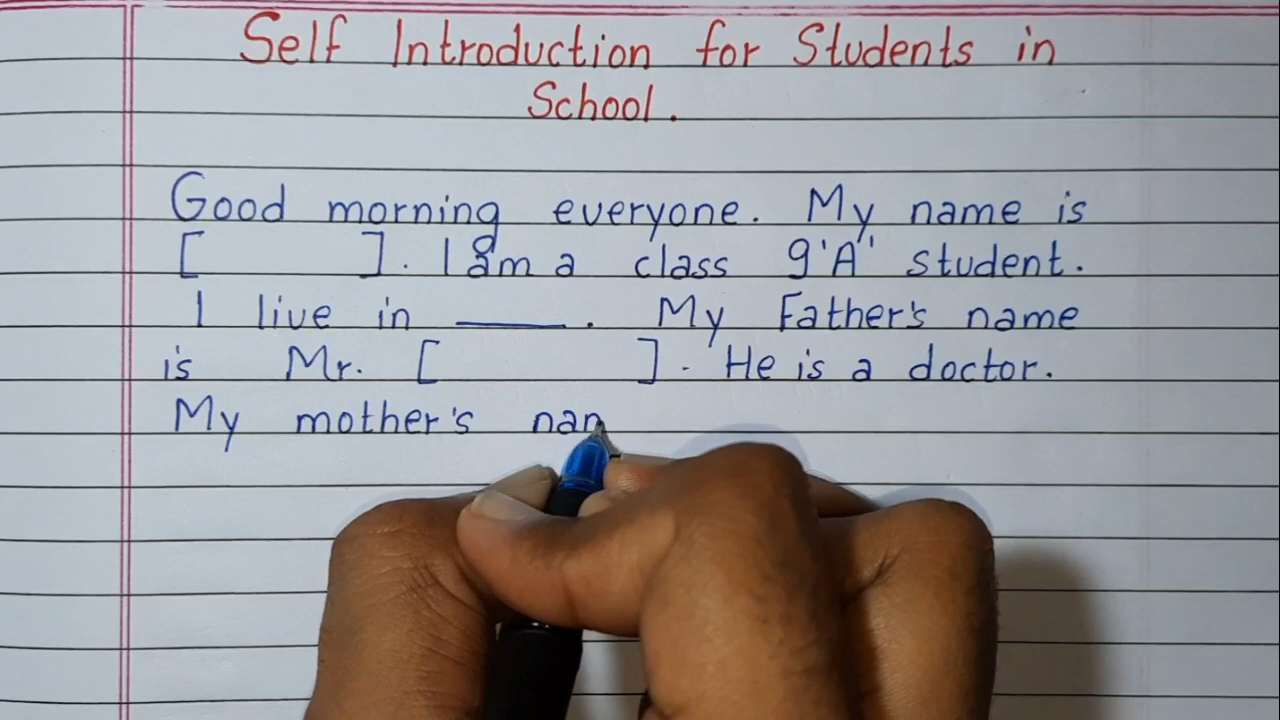 Self Introduction for Students in
School.
Good morning everyone. My name is
[ ]. I am a class 9'A' student.
I live in ______. My Father's name
is Mr. [ ]. He is a doctor.
My mother's nan